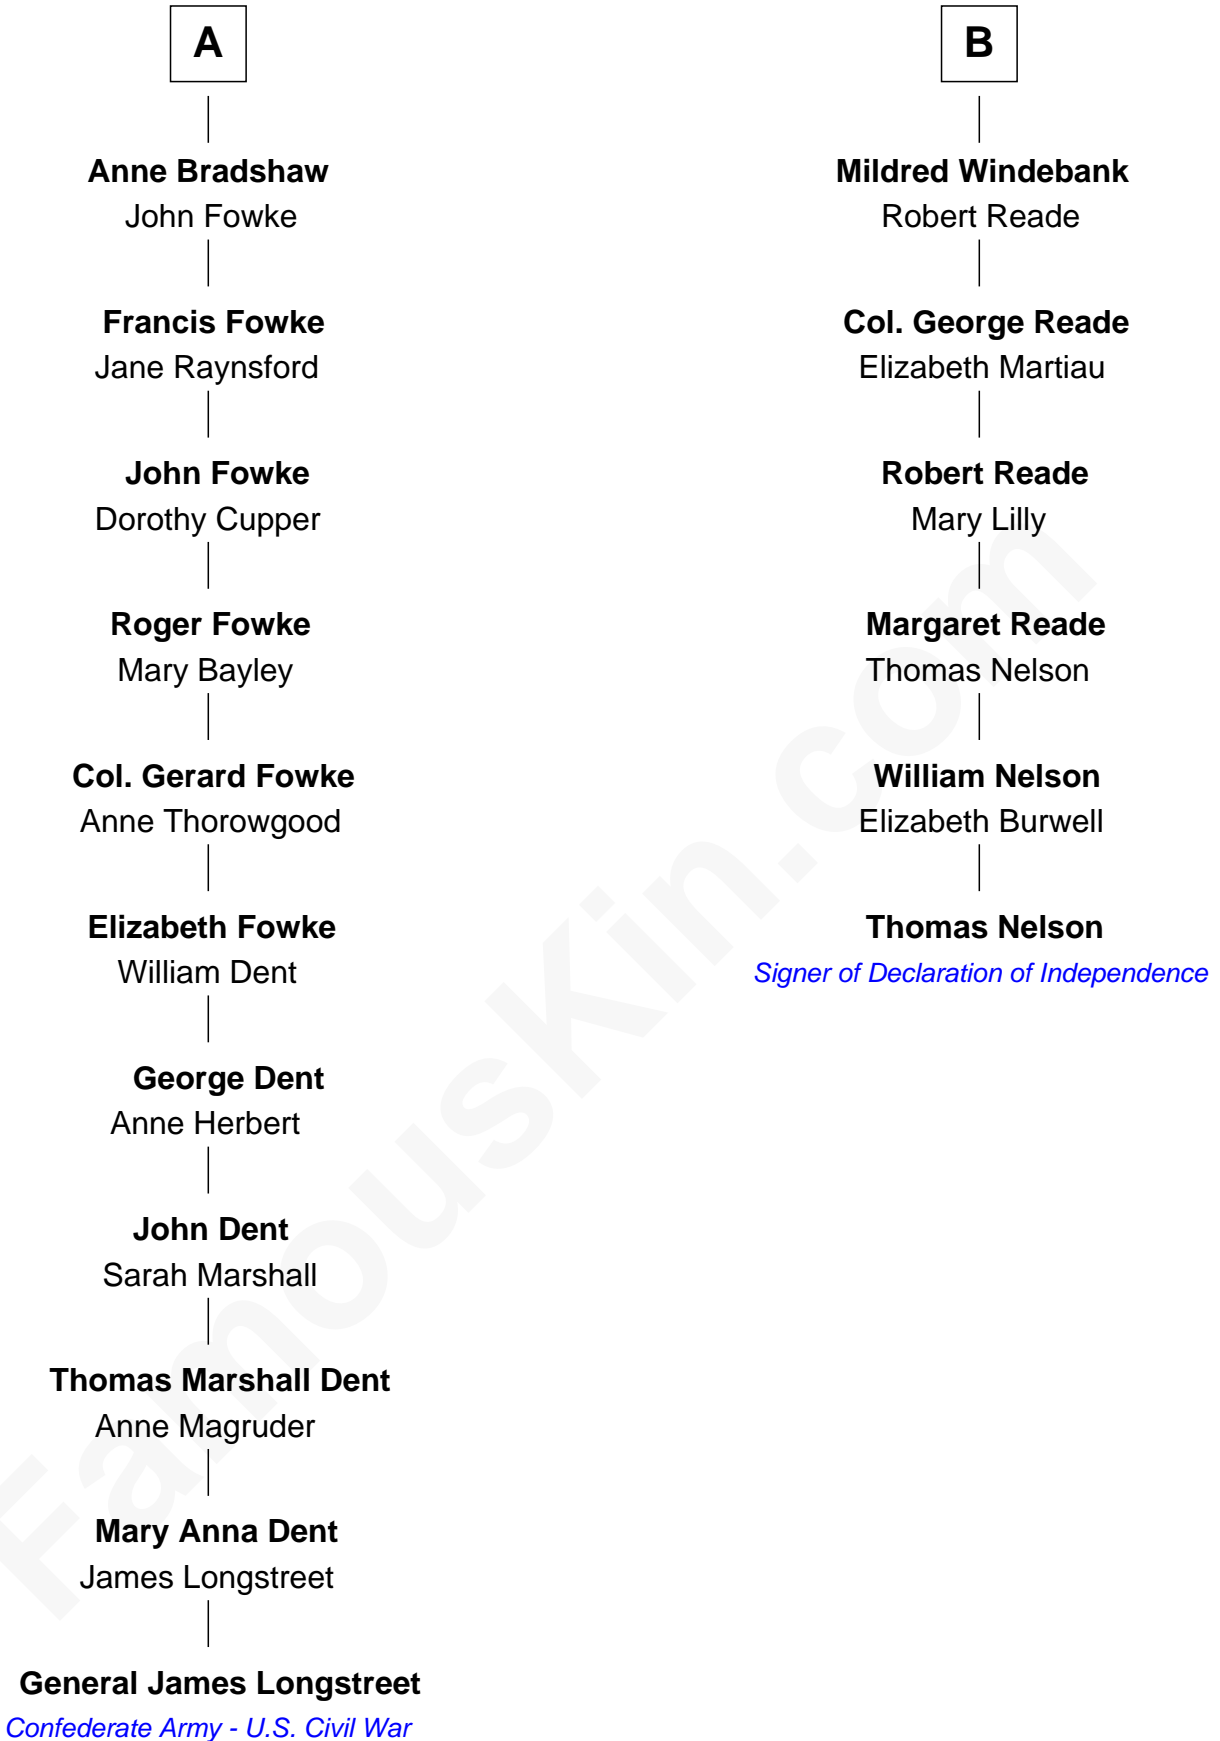 A
Anne Bradshaw
John Fowke
Francis Fowke
Jane Raynsford
John Fowke
Dorothy Cupper
Roger Fowke
Mary Bayley
Col. Gerard Fowke
Anne Thorowgood
Elizabeth Fowke
William Dent
George Dent
Anne Herbert
John Dent
Sarah Marshall
Thomas Marshall Dent
Anne Magruder
Mary Anna Dent
James Longstreet
General James Longstreet
Confederate Army - U.S. Civil War
B
Mildred Windebank
Robert Reade
Col. George Reade
Elizabeth Martiau
Robert Reade
Mary Lilly
Margaret Reade
Thomas Nelson
William Nelson
Elizabeth Burwell
Thomas Nelson
Signer of Declaration of Independence
FamousKin.com